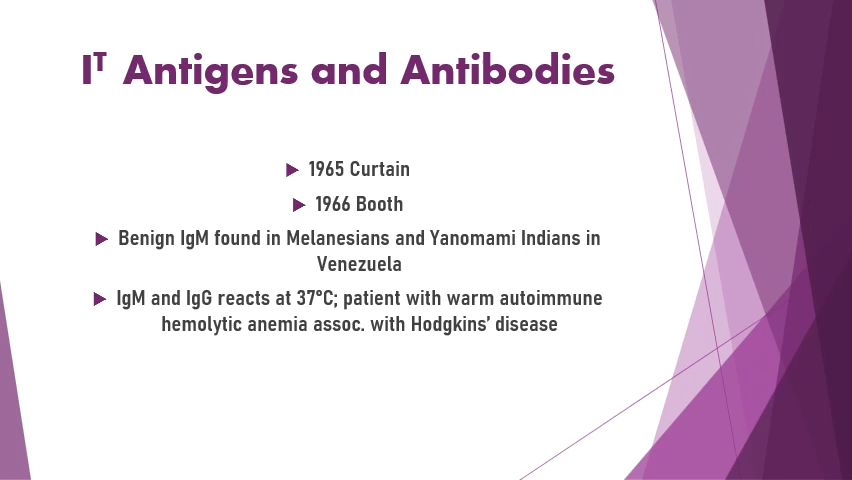 Iᵀ Antigens and Antibodies
1965 Curtain
1966 Booth
Benign IgM found in Melanesians and Yanomami Indians in
Venezuela
IgM and IgG reacts at 37°C; patient with warm autoimmune
hemolytic anemia assoc. with Hodgkins’ disease